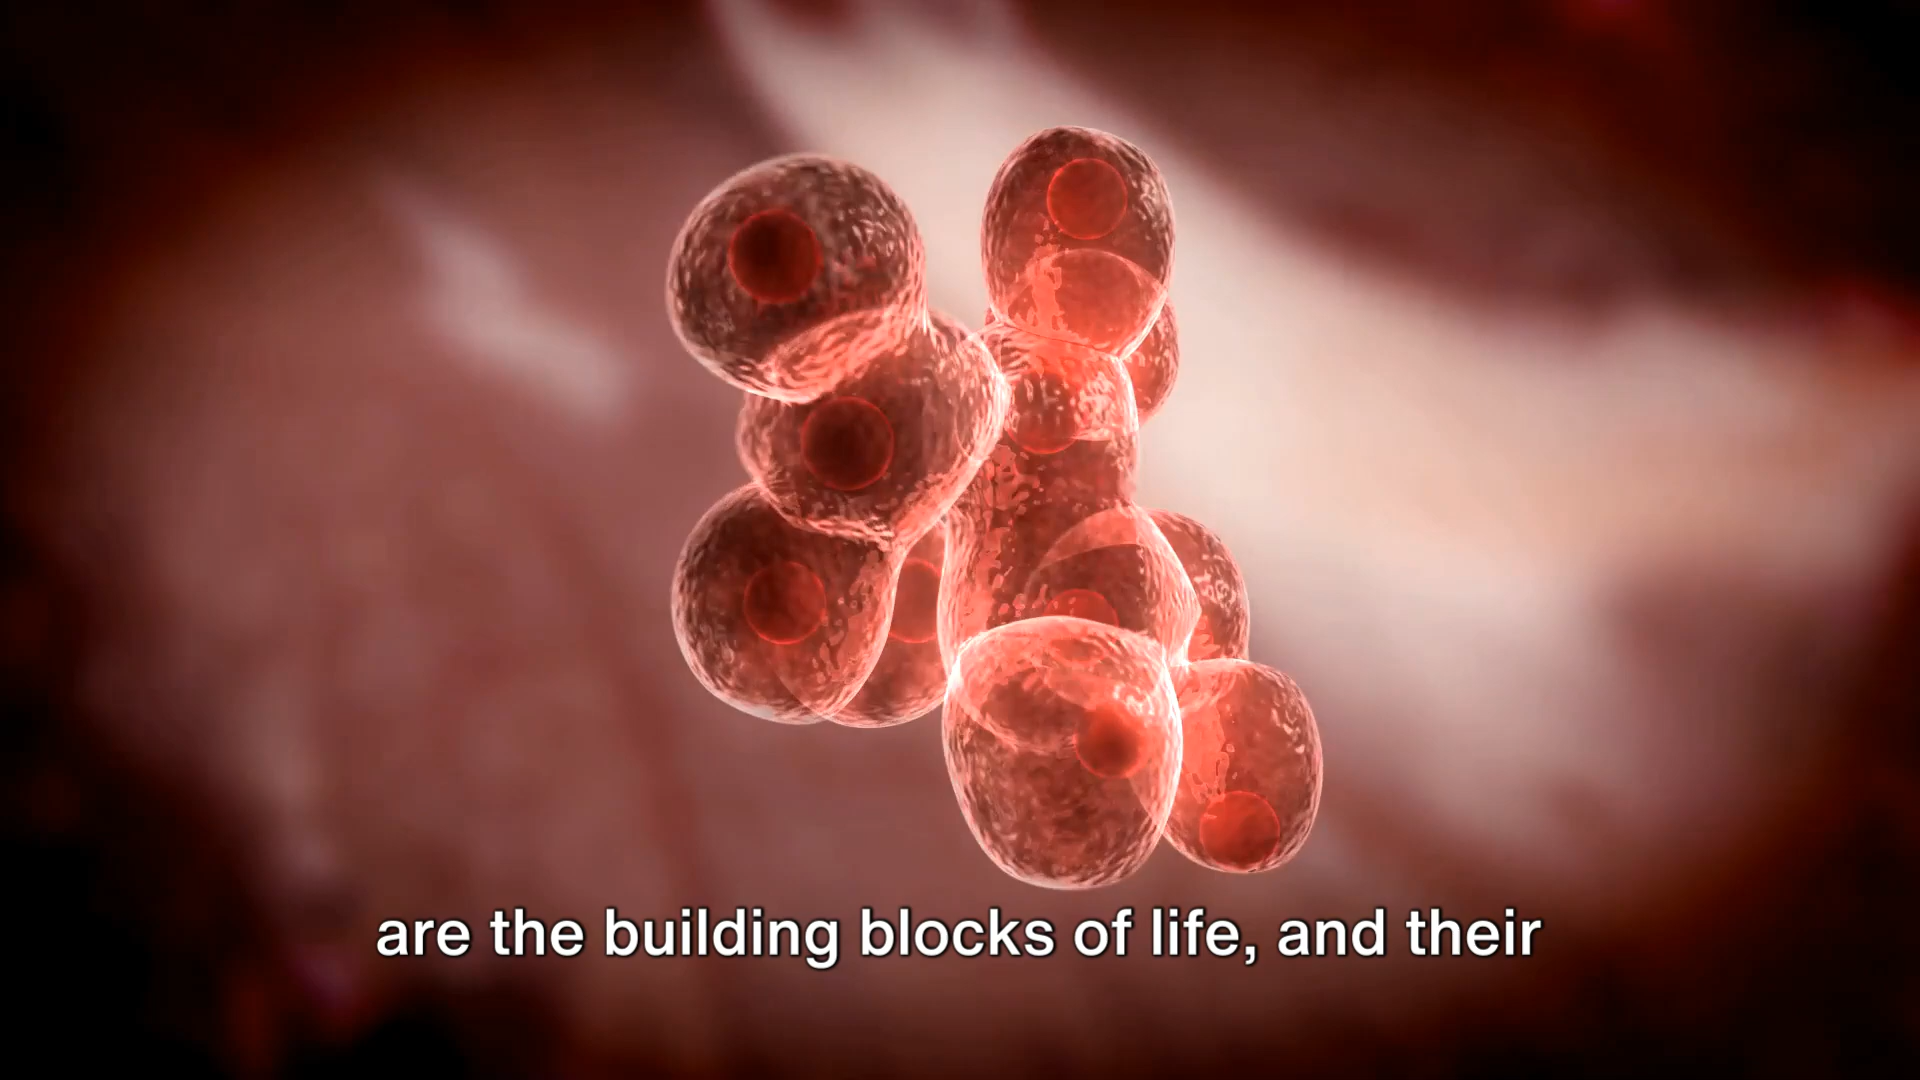 are the building blocks of life, and their